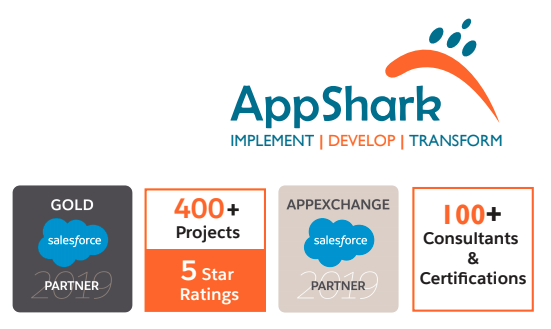 AppShark
IMPLEMENT | DEVELOP | TRANSFORM
GOLD
salesforce
2019
PARTNER
400+
Projects
5 Star
Ratings
APPEXCHANGE
salesforce
2019
PARTNER
100+
Consultants
&
Certifications